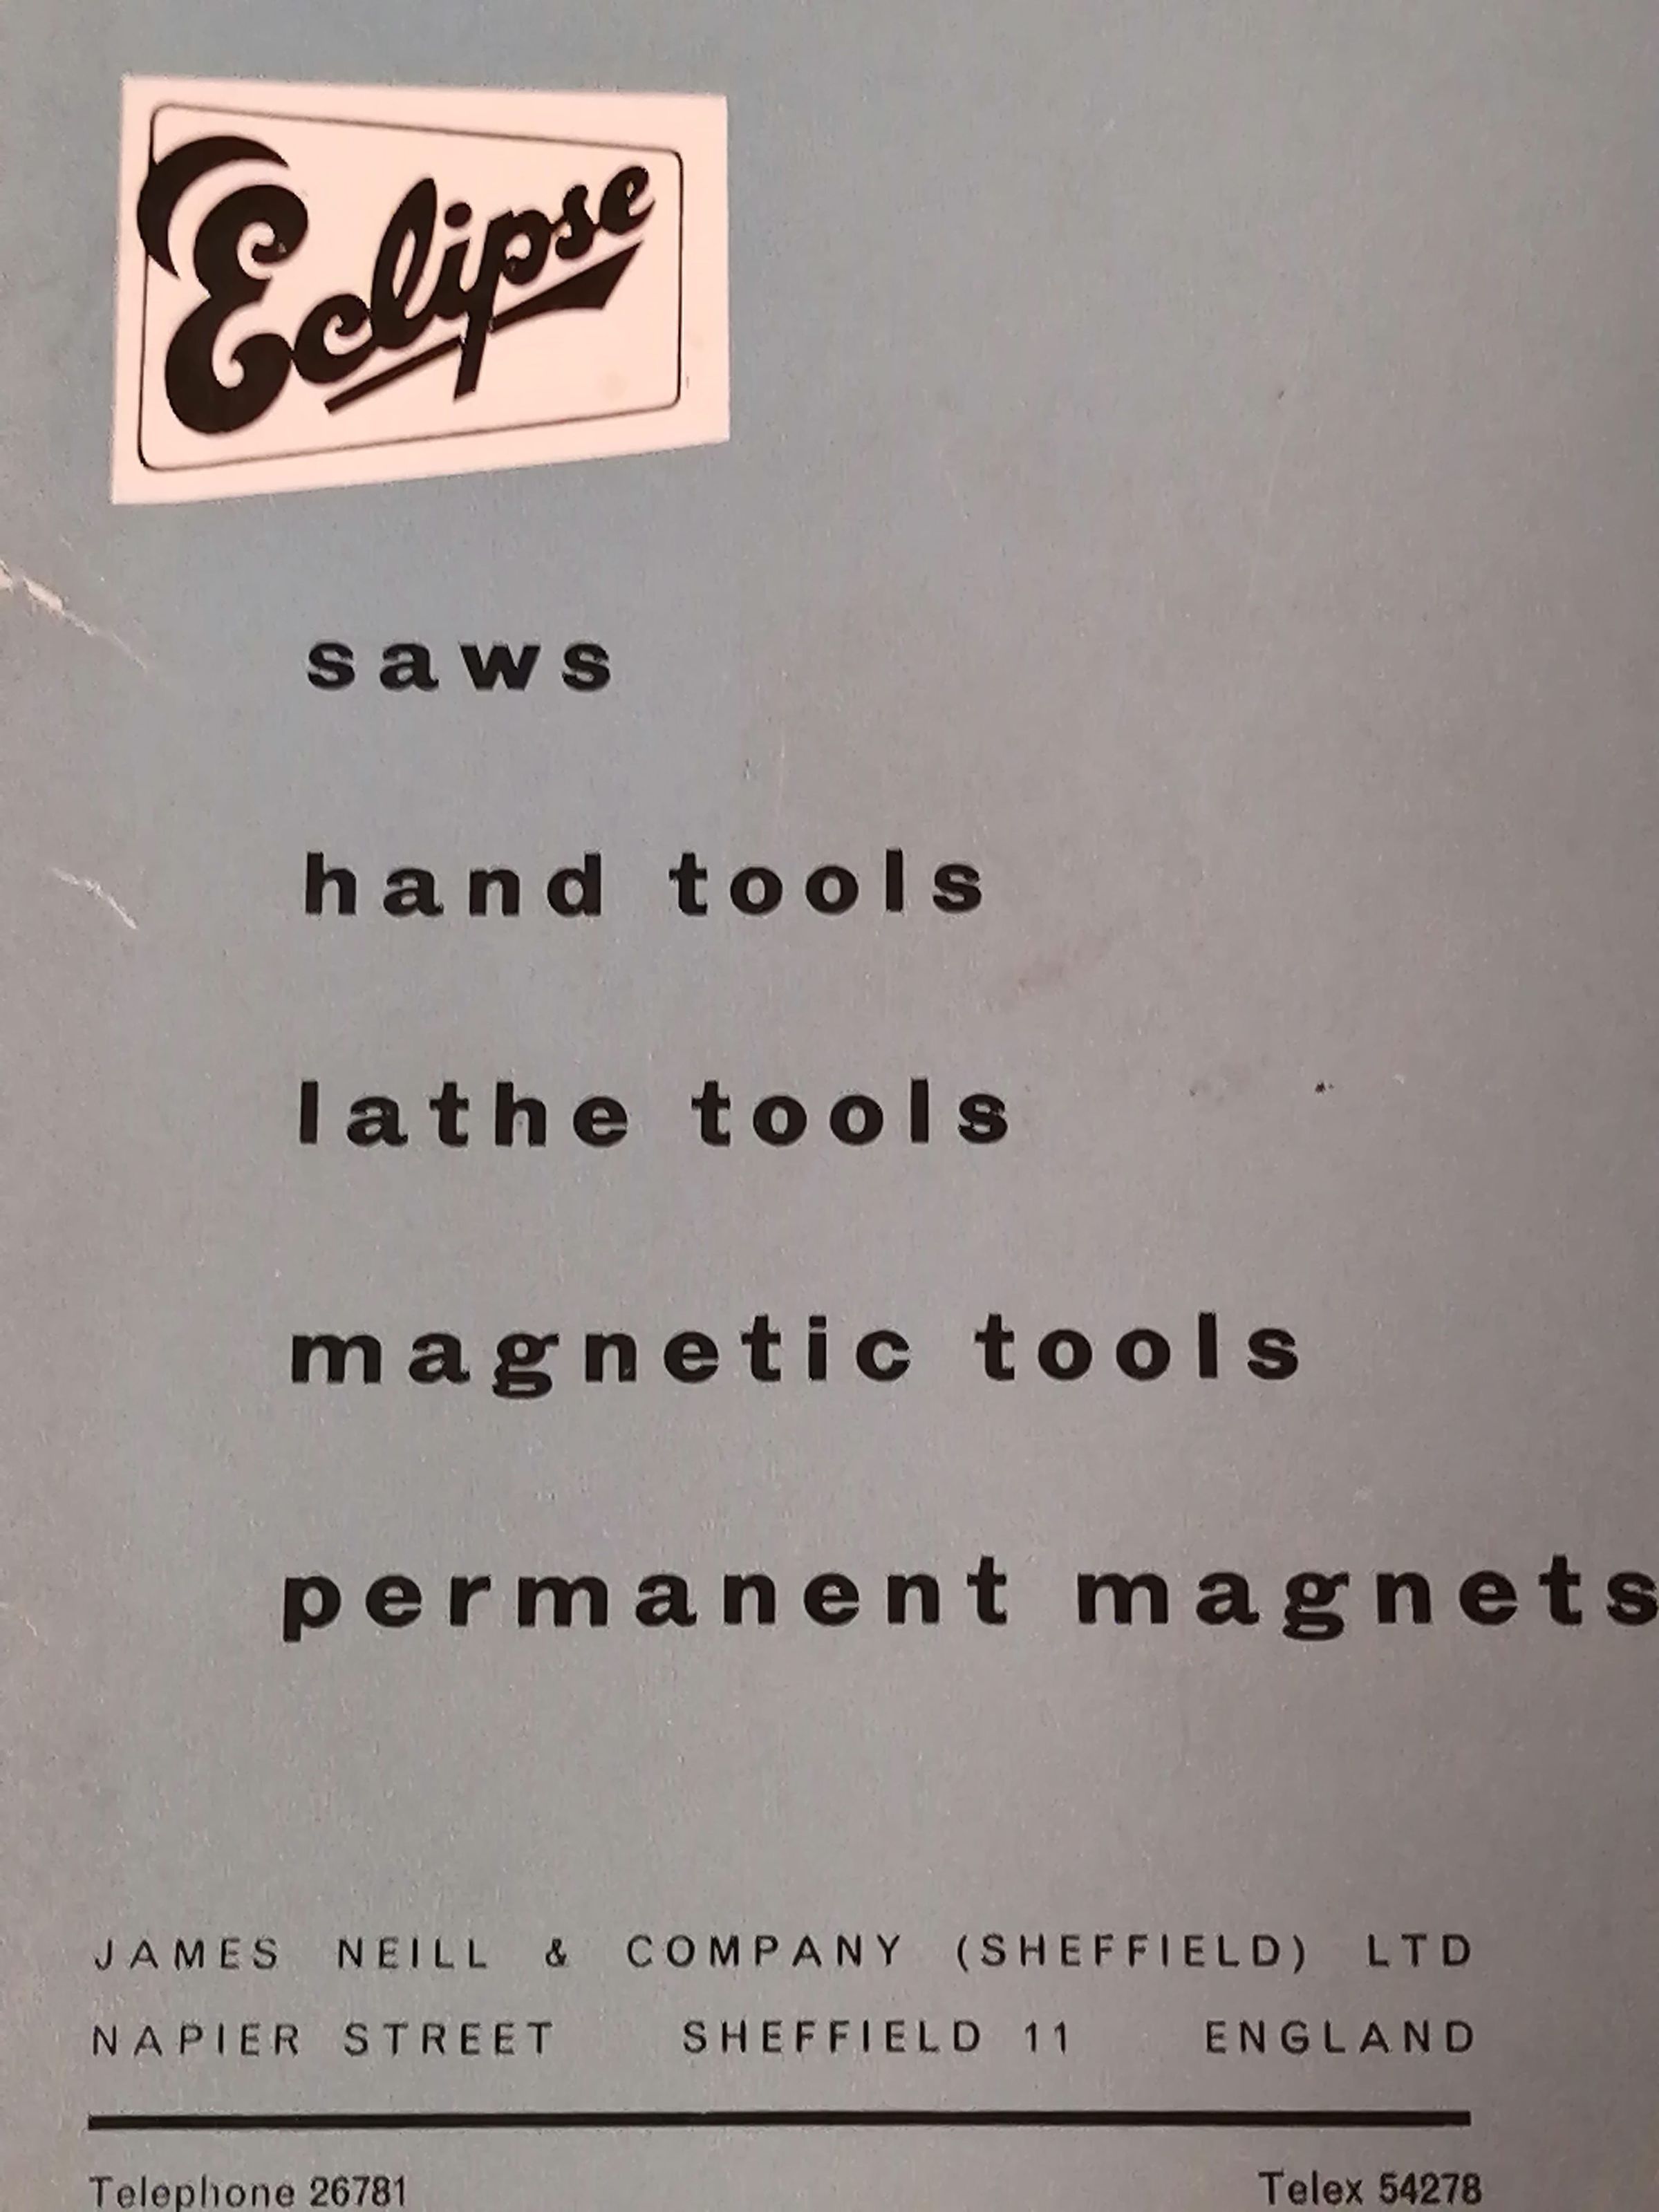 Eclipse
saws
hand tools
lathe tools
magnetic tools
permanent magnets
JAMES NEILL & COMPANY (SHEFFIELD) LTD
NAPIER STREET SHEFFIELD 11 ENGLAND
Telephone 26781 Telex 54278